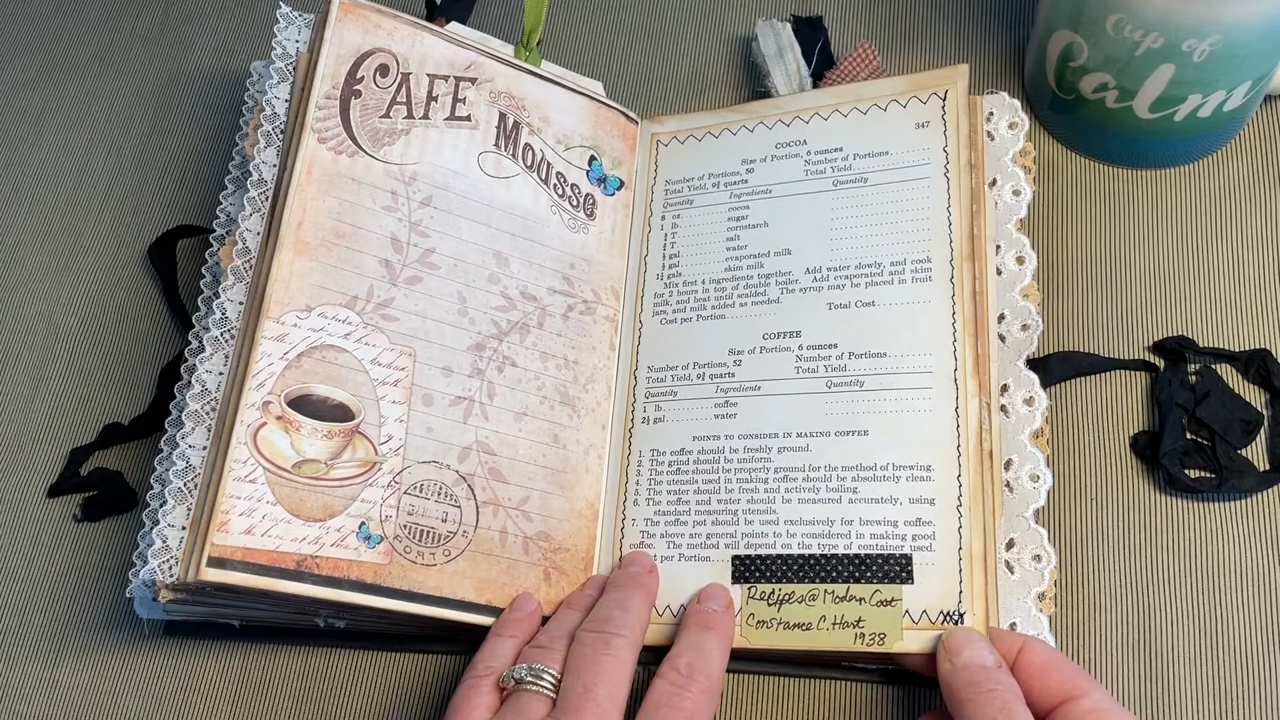 CAFÉ
Mousse
PORTO
347
COCOA
Size of Portion, 6 ounces
Number of Portions, 50 Number of Portions.......
Total Yield, 9⅜ quarts Total Yield..............
Quantity Ingredients Quantity
8 oz...........cocoa
1 lb...........sugar
T...........cornstarch
T...........salt
gal..........water
gal..........evaporated milk
gals.........skim milk
Mix first 4 ingredients together. Add water slowly, and cook
for 2 hours in top of double boiler. Add evaporated and skim
milk, and heat until scalded. The syrup may be placed in fruit
jars, and milk added as needed.
Cost per Portion........... Total Cost...........
COFFEE
Size of Portion, 6 ounces
Number of Portions, 52 Number of Portions.......
Total Yield, 9⅜ quarts Total Yield..............
Quantity Ingredients Quantity
1 lb...........coffee
2½ gal..........water
POINTS TO CONSIDER IN MAKING COFFEE
1. The coffee should be freshly ground.
2. The grind should be uniform.
3. The coffee should be properly ground for the method of brewing.
4. The utensils used in making coffee should be absolutely clean.
5. The water should be fresh and actively boiling.
6. The coffee and water should be measured accurately, using
standard measuring utensils.
7. The coffee pot should be used exclusively for brewing coffee.
The above are general points to be considered in making good
coffee. The method will depend on the type of container used.
per Portion....
Recipes @ Modern Cost
Constance C. Hart
1938
Cup of
Calm